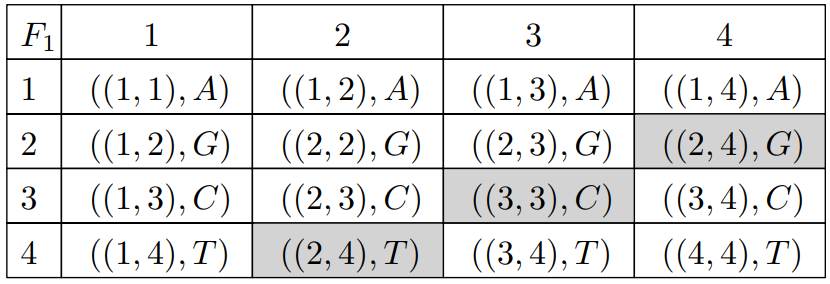 F₁ 1 2 3 4
1 ((1, 1), A) ((1, 2), A) ((1, 3), A) ((1, 4), A)
2 ((1, 2), G) ((2, 2), G) ((2, 3), G) ((2, 4), G)
3 ((1, 3), C) ((2, 3), C) ((3, 3), C) ((3, 4), C)
4 ((1, 4), T) ((2, 4), T) ((3, 4), T) ((4, 4), T)